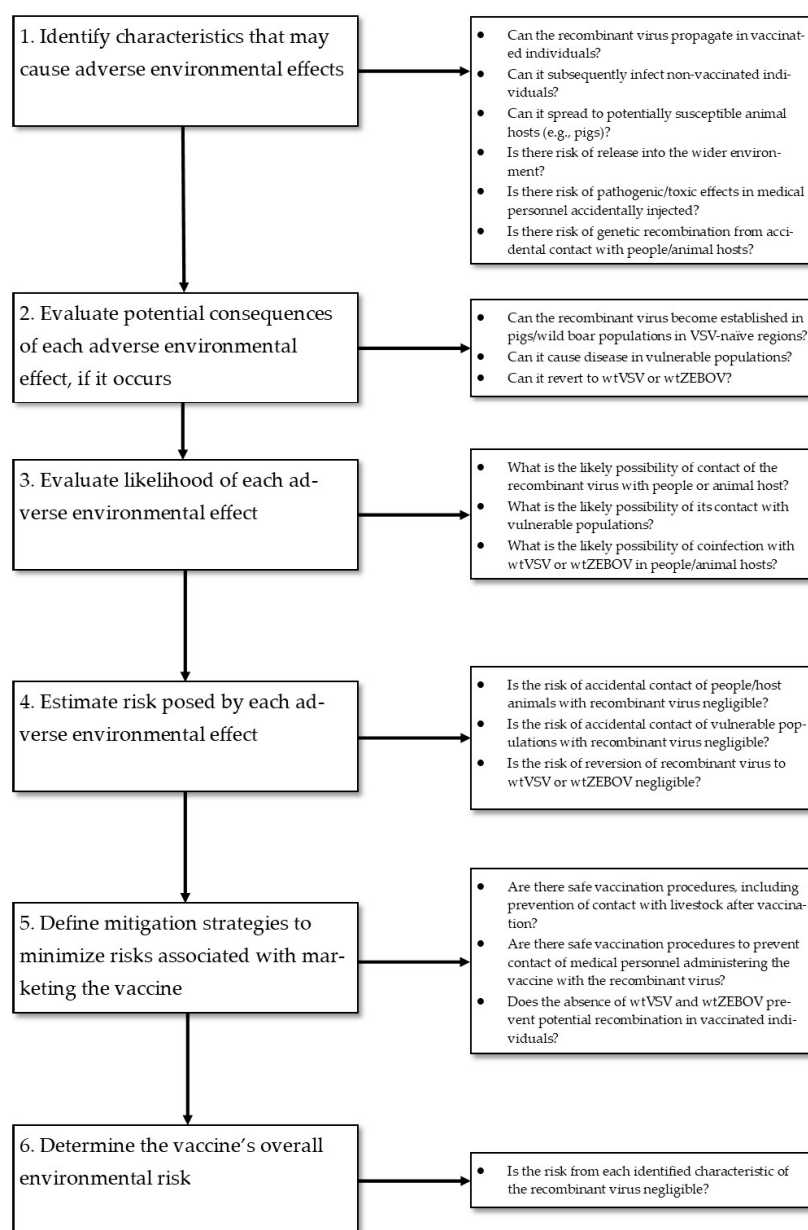 1. Identify characteristics that may
cause adverse environmental effects
● Can the recombinant virus propagate in vaccinat-
ed individuals?
● Can it subsequently infect non-vaccinated indi-
viduals?
● Can it spread to potentially susceptible animal
hosts (e.g., pigs)?
● Is there risk of release into the wider environ-
ment?
● Is there risk of pathogenic/toxic effects in medical
personnel accidentally injected?
● Is there risk of genetic recombination from acci-
dental contact with people/animal hosts?
2. Evaluate potential consequences
of each adverse environmental
effect, if it occurs
● Can the recombinant virus become established in
pigs/wild boar populations in VSV-naïve regions?
● Can it cause disease in vulnerable populations?
● Can it revert to wtVSV or wtZEBOV?
3. Evaluate likelihood of each ad-
verse environmental effect
● What is the likely possibility of contact of the
recombinant virus with people or animal host?
● What is the likely possibility of its contact with
vulnerable populations?
● What is the likely possibility of coinfection with
wtVSV or wtZEBOV in people/animal hosts?
4. Estimate risk posed by each ad-
verse environmental effect
● Is the risk of accidental contact of people/host
animals with recombinant virus negligible?
● Is the risk of accidental contact of vulnerable pop-
ulations with recombinant virus negligible?
● Is the risk of reversion of recombinant virus to
wtVSV or wtZEBOV negligible?
5. Define mitigation strategies to
minimize risks associated with mar-
keting the vaccine
● Are there safe vaccination procedures, including
prevention of contact with livestock after vaccina-
tion?
● Are there safe vaccination procedures to prevent
contact of medical personnel administering the
vaccine with the recombinant virus?
● Does the absence of wtVSV and wtZEBOV pre-
vent potential recombination in vaccinated indi-
viduals?
6. Determine the vaccine’s overall
environmental risk
● Is the risk from each identified characteristic of
the recombinant virus negligible?